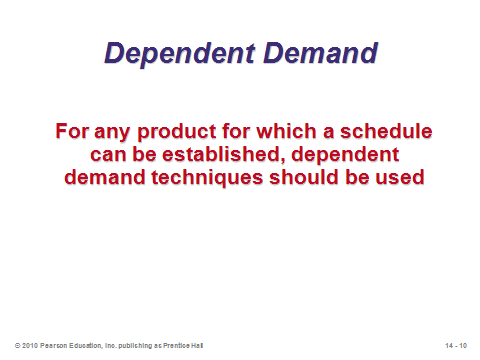 Dependent Demand
For any product for which a schedule
can be established, dependent
demand techniques should be used
© 2010 Pearson Education, Inc. publishing as Prentice Hall
14 - 10